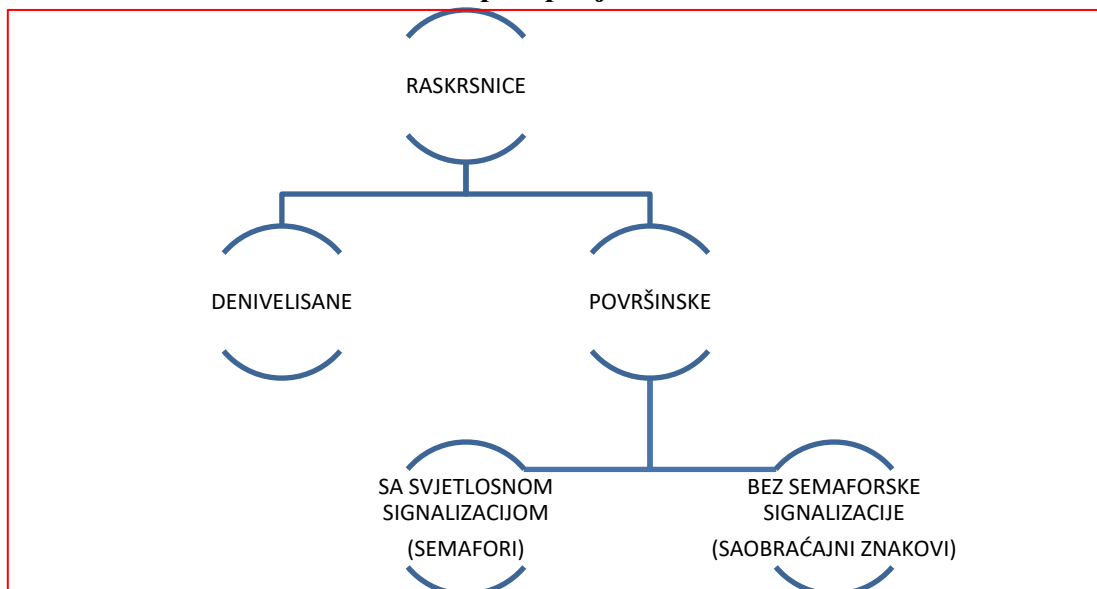 RASKRSNICE
DENIVELISANE
POVRŠINSKE
SA SVJETLOSNOM
SIGNALIZACIJOM
(SEMAFORI)
BEZ SEMAFORSKE
SIGNALIZACIJE
(SAOBRAĆAJNI ZNAKOVI)